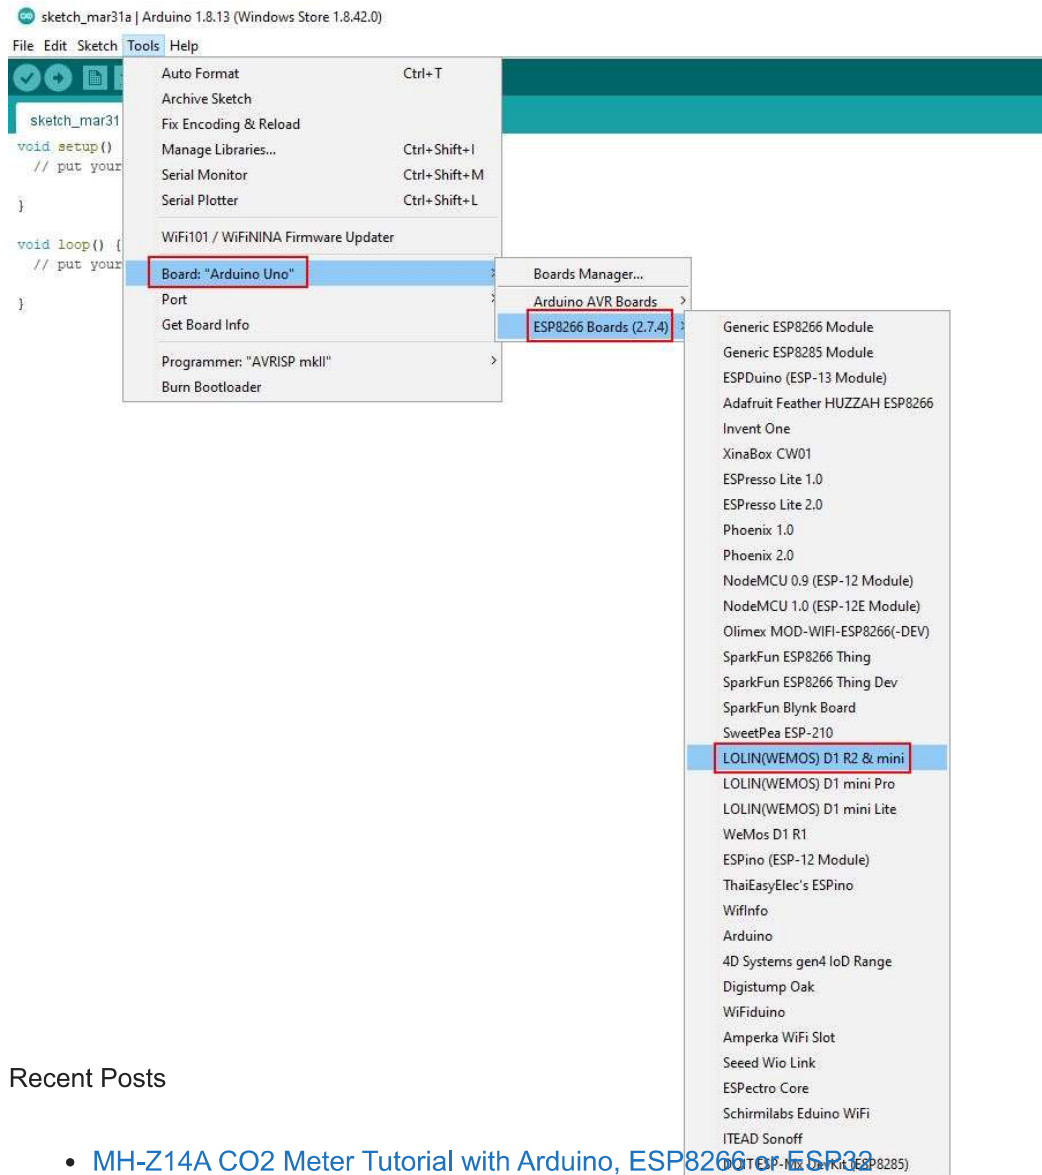 sketch_mar31a | Arduino 1.8.13 (Windows Store 1.8.42.0)
File Edit Sketch Tools Help
sketch_mar31
void setup()
// put your
}
void loop() {
// put your
}
Auto Format Ctrl+T
Archive Sketch
Fix Encoding & Reload
Manage Libraries... Ctrl+Shift+I
Serial Monitor Ctrl+Shift+M
Serial Plotter Ctrl+Shift+L
WiFi101 / WiFiNINA Firmware Updater
Board: "Arduino Uno"
Port
Get Board Info
Programmer: "AVRISP mkII"
Burn Bootloader
Boards Manager...
Arduino AVR Boards
ESP8266 Boards (2.7.4)
Generic ESP8266 Module
Generic ESP8285 Module
ESPDuino (ESP-13 Module)
Adafruit Feather HUZZAH ESP8266
Invent One
XinaBox CW01
ESPresso Lite 1.0
ESPresso Lite 2.0
Phoenix 1.0
Phoenix 2.0
NodeMCU 0.9 (ESP-12 Module)
NodeMCU 1.0 (ESP-12E Module)
Olimex MOD-WIFI-ESP8266(-DEV)
SparkFun ESP8266 Thing
SparkFun ESP8266 Thing Dev
SparkFun Blynk Board
SweetPea ESP-210
LOLIN(WEMOS) D1 R2 & mini
LOLIN(WEMOS) D1 mini Pro
LOLIN(WEMOS) D1 mini Lite
WeMos D1 R1
ESPino (ESP-12 Module)
ThaiEasyElec's ESPino
WifInfo
Arduino
4D Systems gen4 IoD Range
Digistump Oak
WiFiduino
Amperka WiFi Slot
Seeed Wio Link
ESPectro Core
Schirmilabs Eduino WiFi
ITEAD Sonoff
DOIT ESP-Mx DevKit (ESP8285)
Recent Posts
• MH-Z14A CO2 Meter Tutorial with Arduino, ESP8266 or ESP32